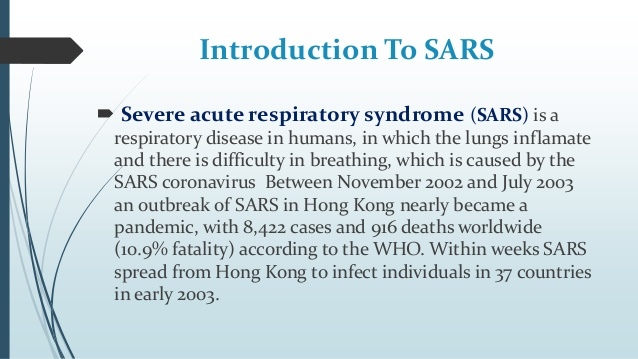 Introduction To SARS
Severe acute respiratory syndrome (SARS) is a
respiratory disease in humans, in which the lungs inflamate
and there is difficulty in breathing, which is caused by the
SARS coronavirus  Between November 2002 and July 2003
an outbreak of SARS in Hong Kong nearly became a
pandemic, with 8,422 cases and 916 deaths worldwide
(10.9% fatality) according to the WHO. Within weeks SARS
spread from Hong Kong to infect individuals in 37 countries
in early 2003.